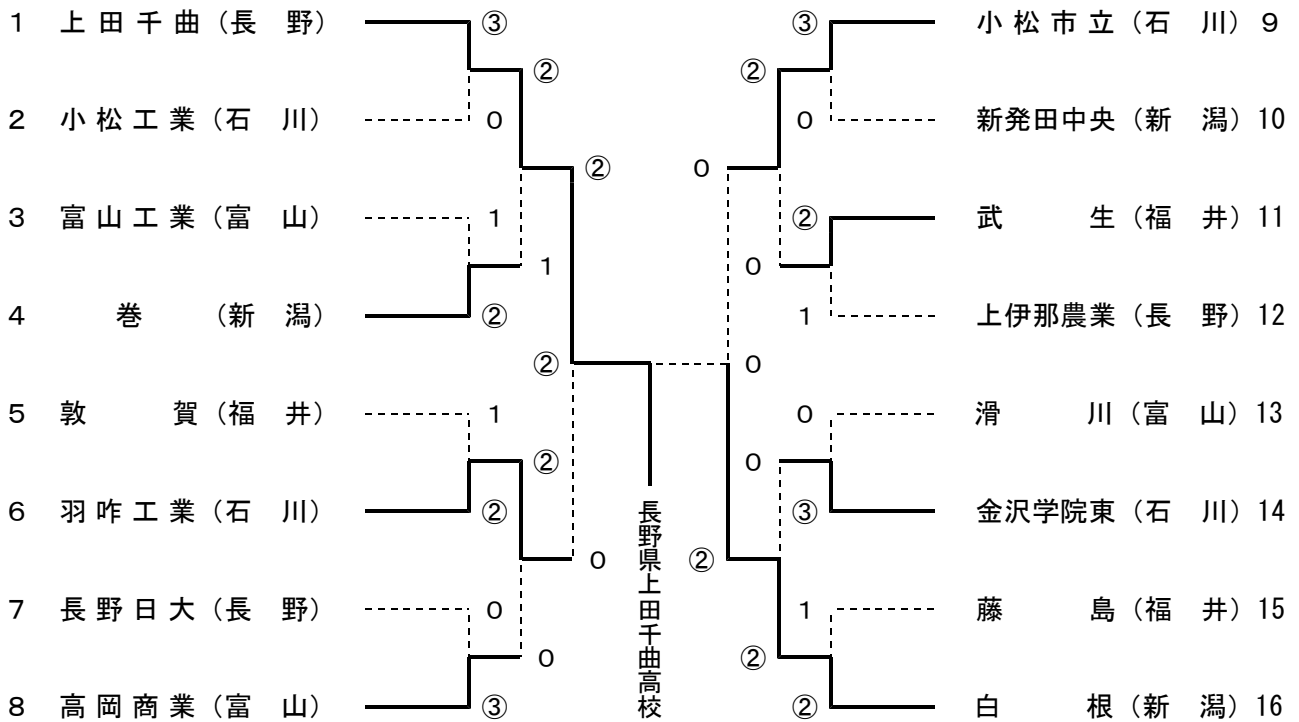 1 上田千曲(長 野) ③ ③ 小松市立(石 川) 9
② ②
2 小松工業(石 川) 0 0 新発田中央(新 潟) 10
② 0
3 富山工業(富 山) 1 ② 武 生(福 井) 11
1 0
4 巻 (新 潟) ② 1 上伊那農業(長 野) 12
② 0
5 敦 賀(福 井) 1 0 滑 川(富 山) 13
② 0
6 羽咋工業(石 川) ② ③ 金沢学院東(石 川) 14
0 ②
7 長野日大(長 野) 0 1 藤 島(福 井) 15
0 ②
8 高岡商業(富 山) ③ ② 白 根(新 潟) 16
長野県上田千曲高校